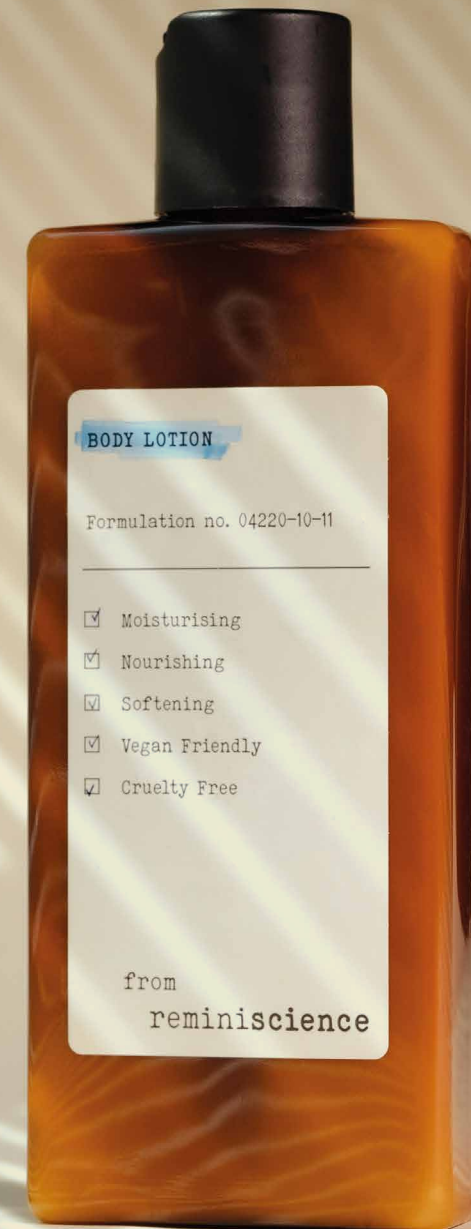 BODY LOTION
Formulation no. 04220-10-11
Moisturising
Nourishing
Softening
Vegan Friendly
Cruelty Free
from
reminiscience